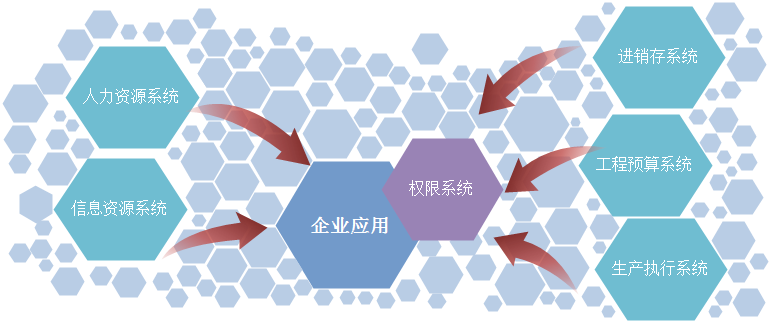 人力资源系统
信息资源系统
企业应用
权限系统
进销存系统
工程预算系统
生产执行系统